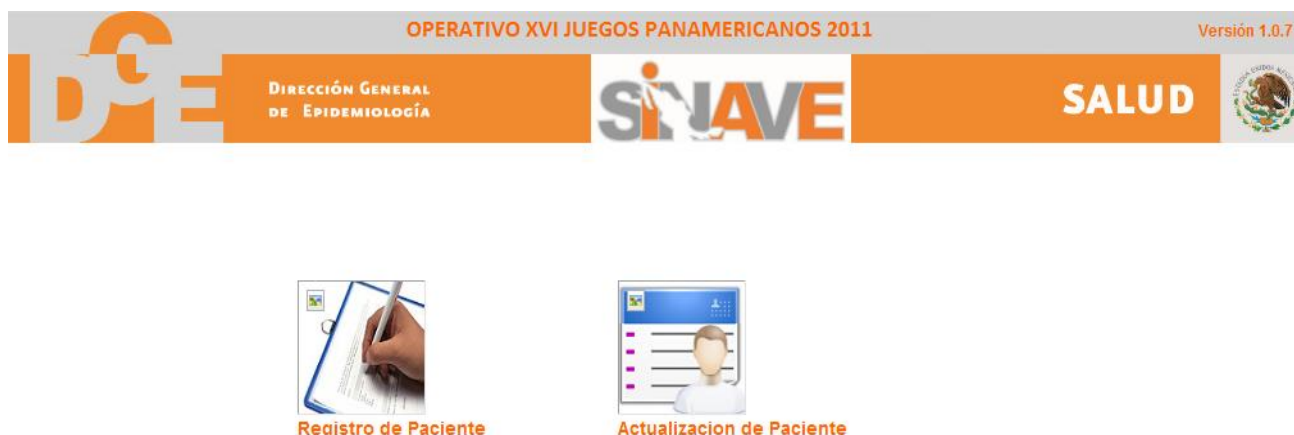 OPERATIVO XVI JUEGOS PANAMERICANOS 2011
Versión 1.0.7
DGE
DIRECCIÓN GENERAL
DE EPIDEMIOLOGÍA
SINAVE
SALUD
Registro de Paciente
Actualizacion de Paciente